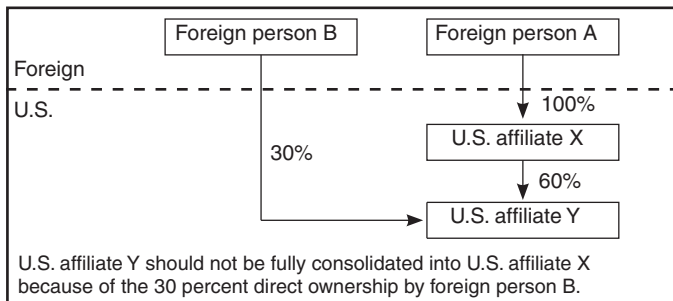 Foreign person B
Foreign person A
Foreign
U.S.
100%
U.S. affiliate X
30%
60%
U.S. affiliate Y
U.S. affiliate Y should not be fully consolidated into U.S. affiliate X
because of the 30 percent direct ownership by foreign person B.